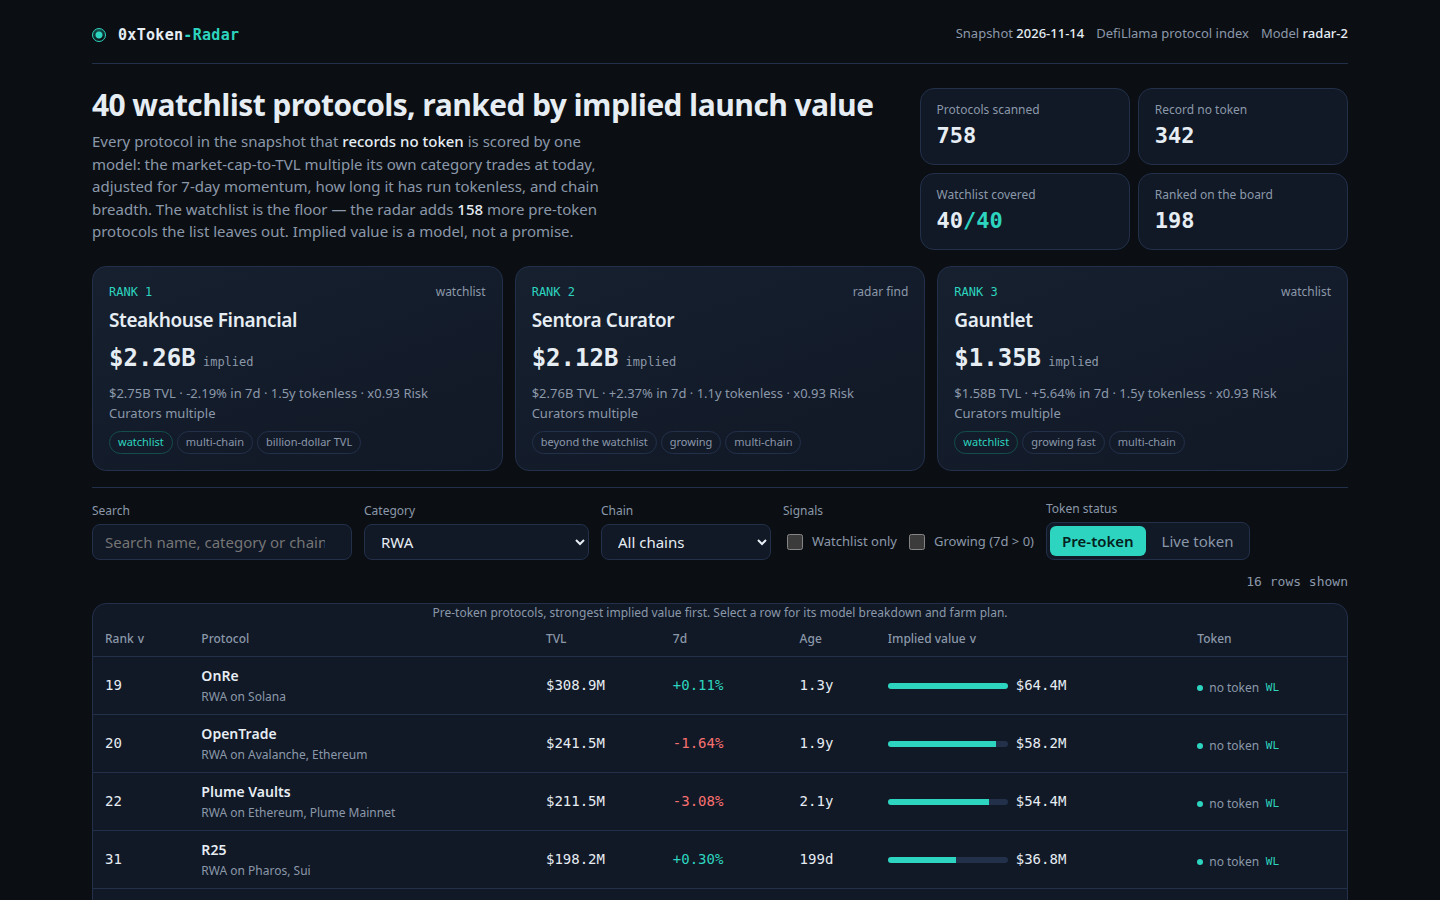 0xToken-Radar
Snapshot 2026-11-14 DefiLlama protocol index Model radar-2
40 watchlist protocols, ranked by implied launch value
Every protocol in the snapshot that records no token is scored by one
model: the market-cap-to-TVL multiple its own category trades at today,
adjusted for 7-day momentum, how long it has run tokenless, and chain
breadth. The watchlist is the floor — the radar adds 158 more pre-token
protocols the list leaves out. Implied value is a model, not a promise.
Protocols scanned
758
Record no token
342
Watchlist covered
40/40
Ranked on the board
198
RANK 1 watchlist
Steakhouse Financial
$2.26B implied
$2.75B TVL · -2.19% in 7d · 1.5y tokenless · x0.93 Risk
Curators multiple
watchlist multi-chain billion-dollar TVL
RANK 2 radar find
Sentora Curator
$2.12B implied
$2.76B TVL · +2.37% in 7d · 1.1y tokenless · x0.93 Risk
Curators multiple
beyond the watchlist growing multi-chain
RANK 3 watchlist
Gauntlet
$1.35B implied
$1.58B TVL · +5.64% in 7d · 1.5y tokenless · x0.93 Risk
Curators multiple
watchlist growing fast multi-chain
Search
Search name, category or chain
Category
RWA
Chain
All chains
Signals
Watchlist only Growing (7d > 0)
Token status
Pre-token Live token
16 rows shown
Pre-token protocols, strongest implied value first. Select a row for its model breakdown and farm plan.
Rank v Protocol TVL 7d Age Implied value v Token
19 OnRe $308.9M +0.11% 1.3y $64.4M no token WL
RWA on Solana
20 OpenTrade $241.5M -1.64% 1.9y $58.2M no token WL
RWA on Avalanche, Ethereum
22 Plume Vaults $211.5M -3.08% 2.1y $54.4M no token WL
RWA on Ethereum, Plume Mainnet
31 R25 $198.2M +0.30% 199d $36.8M no token WL
RWA on Pharos, Sui